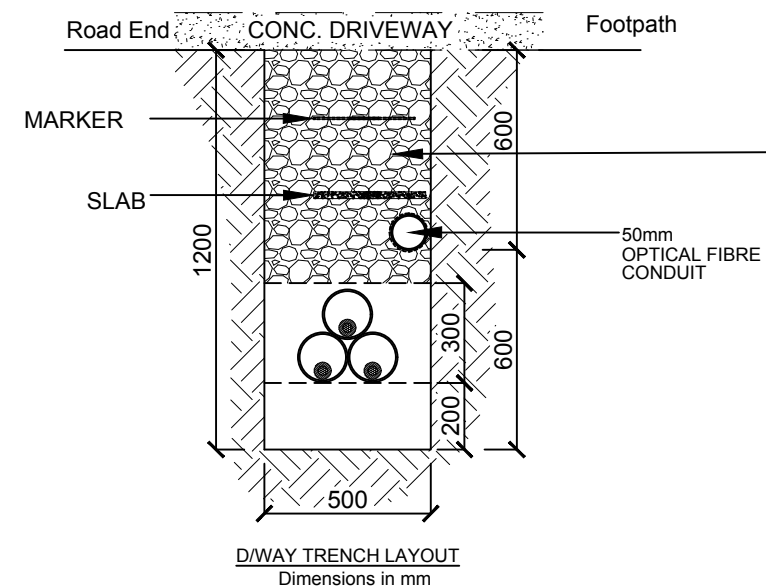 Road End
CONC. DRIVEWAY
Footpath
MARKER
600
SLAB
1200
50mm
OPTICAL FIBRE
CONDUIT
300
600
200
500
D/WAY TRENCH LAYOUT
Dimensions in mm